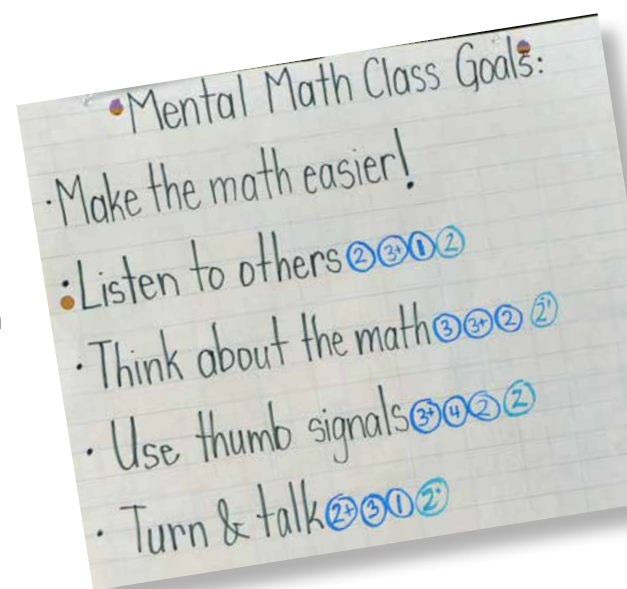 •Mental Math Class Goals:
·Make the math easier!
:Listen to others ② ③+ ① ②
·Think about the math ③ ③+ ② ②+
·Use thumb signals ③+ ④ ② ②
·Turn & talk ②+ ③ ① ②+